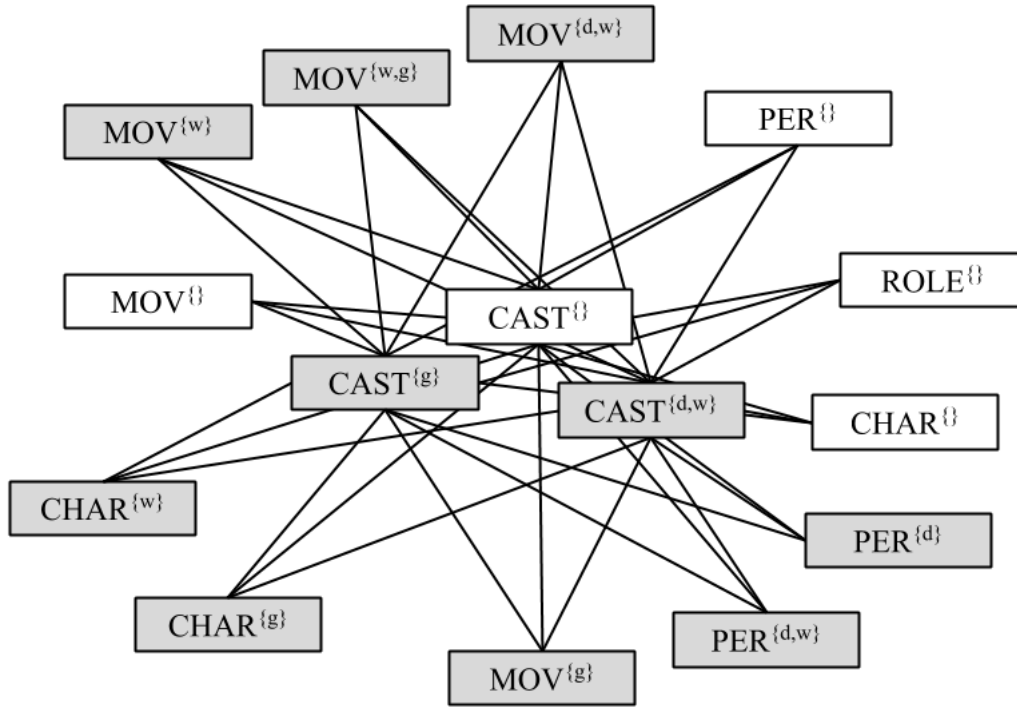 MOV{d,w}
MOV{w,g}
PER{}
MOV{w}
ROLE{}
MOV{}
CAST{}
CAST{g}
CAST{d,w}
CHAR{}
CHAR{w}
PER{d}
CHAR{g}
PER{d,w}
MOV{g}